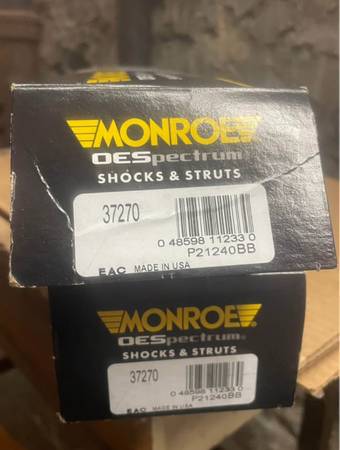 MONROE
OESpectrum
SHOCKS & STRUTS
37270
0 48598 11233 0
P21240BB
EAC MADE IN USA
MONROE.
OESpectrum®
SHOCKS & STRUTS
37270
0 48598 11233 0
P21240BB
EAC MADE IN USA